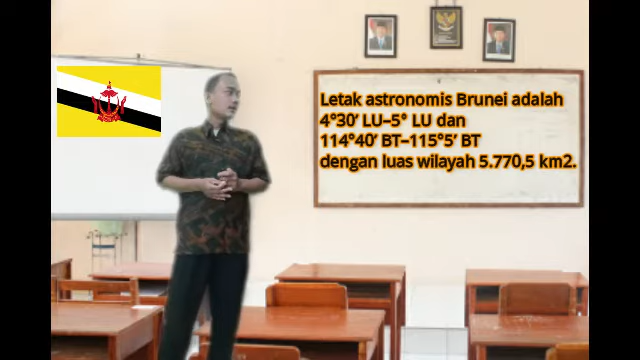 Letak astronomis Brunei adalah
4°30’ LU–5° LU dan
114°40’ BT–115°5’ BT
dengan luas wilayah 5.770,5 km2.